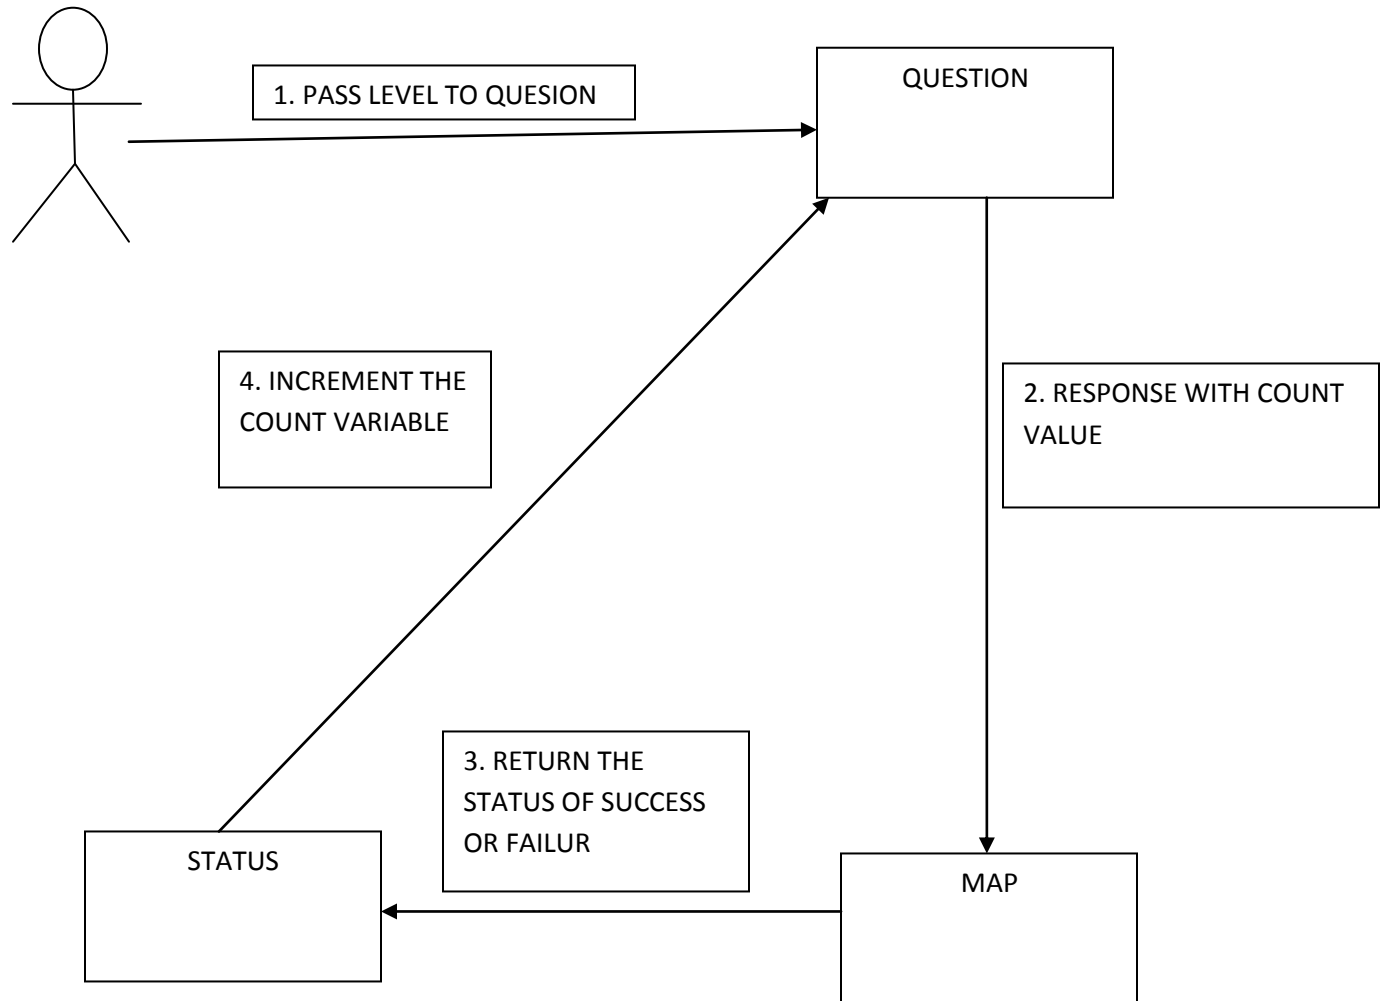 1. PASS LEVEL TO QUESION
QUESTION
4. INCREMENT THE
COUNT VARIABLE
2. RESPONSE WITH COUNT
VALUE
3. RETURN THE
STATUS OF SUCCESS
OR FAILUR
STATUS
MAP